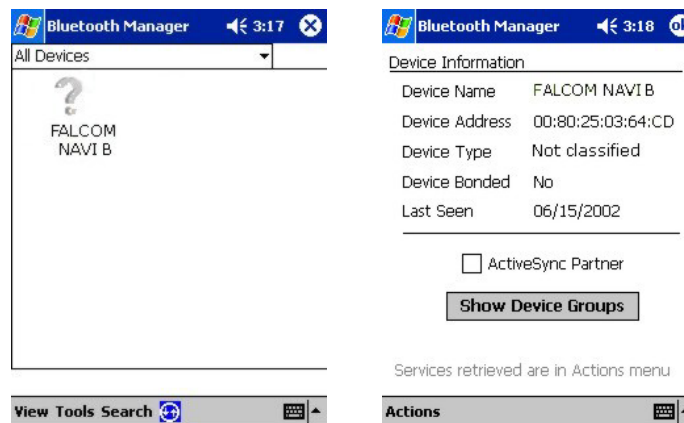 Bluetooth Manager 3:17
All Devices
?
FALCOM
NAVI B
View Tools Search
Bluetooth Manager 3:18 ok
Device Information
Device Name FALCOM NAVI B
Device Address 00:80:25:03:64:CD
Device Type Not classified
Device Bonded No
Last Seen 06/15/2002
ActiveSync Partner
Show Device Groups
Services retrieved are in Actions menu
Actions